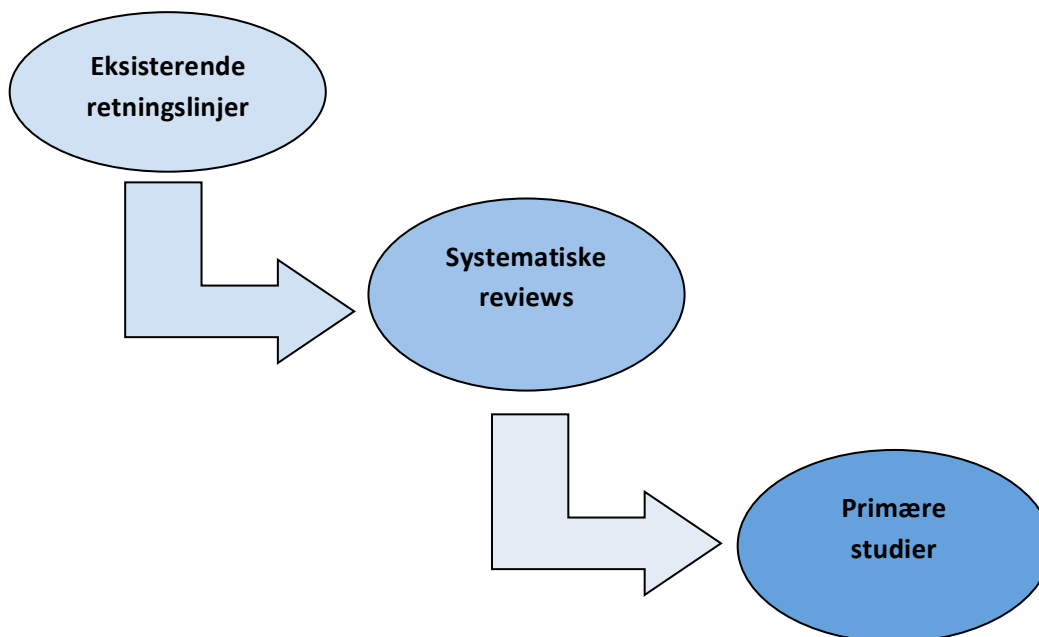 Eksisterende
retningslinjer
Systematiske
reviews
Primære
studier